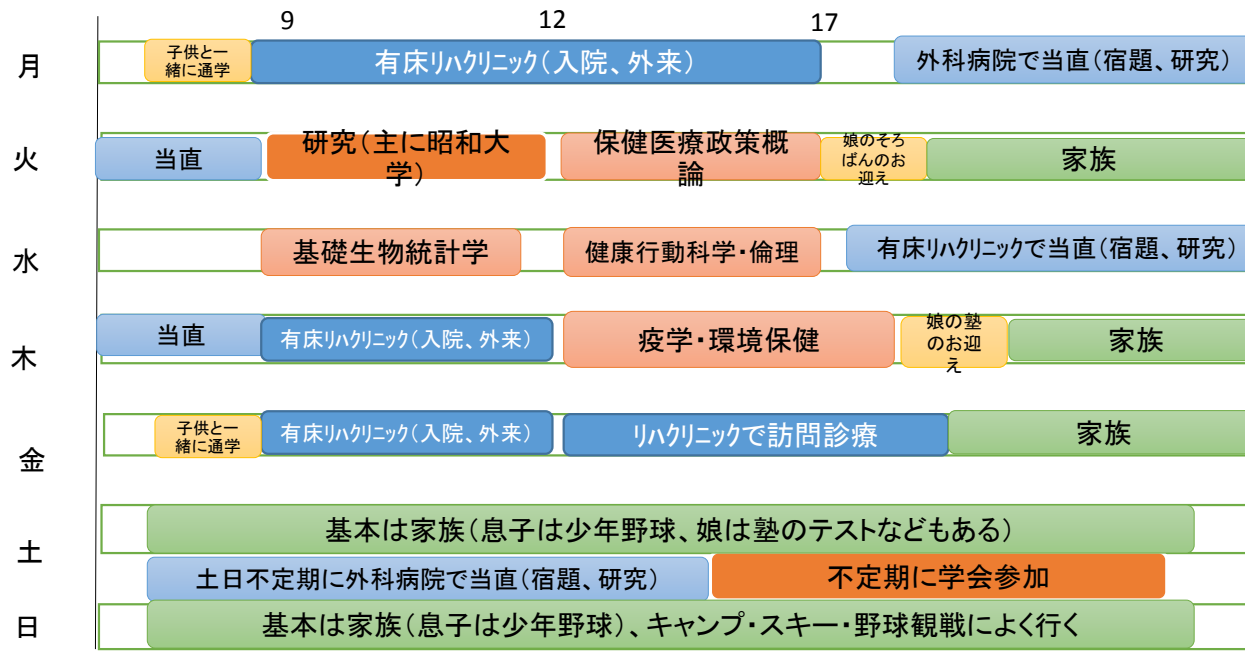 9 12 17
月
子供と一
緒に通学
有床リハクリニック(入院、外来)
外科病院で当直(宿題、研究)
火
当直
研究(主に昭和大
学)
保健医療政策概
論
娘のそろ
ばんのお
迎え
家族
水
基礎生物統計学
健康行動科学・倫理
有床リハクリニックで当直(宿題、研究)
木
当直
有床リハクリニック(入院、外来)
疫学・環境保健
娘の塾
のお迎
え
家族
金
子供と一
緒に通学
有床リハクリニック(入院、外来)
リハクリニックで訪問診療
家族
土
基本は家族(息子は少年野球、娘は塾のテストなどもある)
土日不定期に外科病院で当直(宿題、研究)
不定期に学会参加
日
基本は家族(息子は少年野球)、キャンプ・スキー・野球観戦によく行く